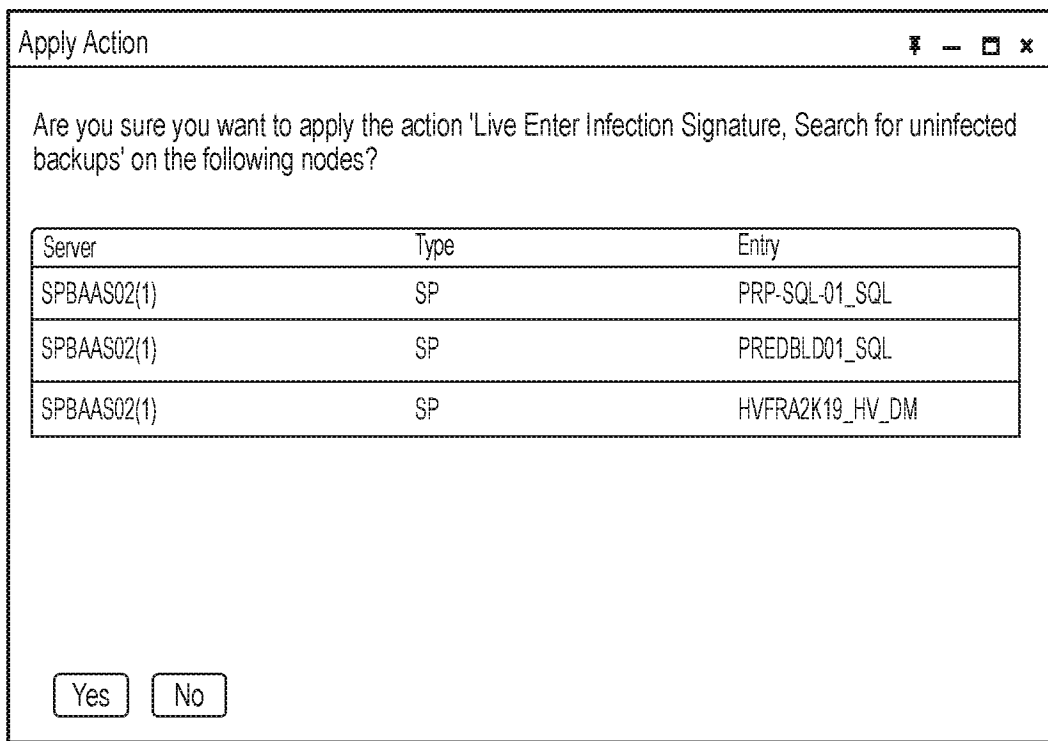 Apply Action
Are you sure you want to apply the action 'Live Enter Infection Signature, Search for uninfected
backups' on the following nodes?
Server Type Entry
SPBAAS02(1) SP PRP-SQL-01_SQL
SPBAAS02(1) SP PREDBLD01_SQL
SPBAAS02(1) SP HVFRA2K19_HV_DM
Yes No